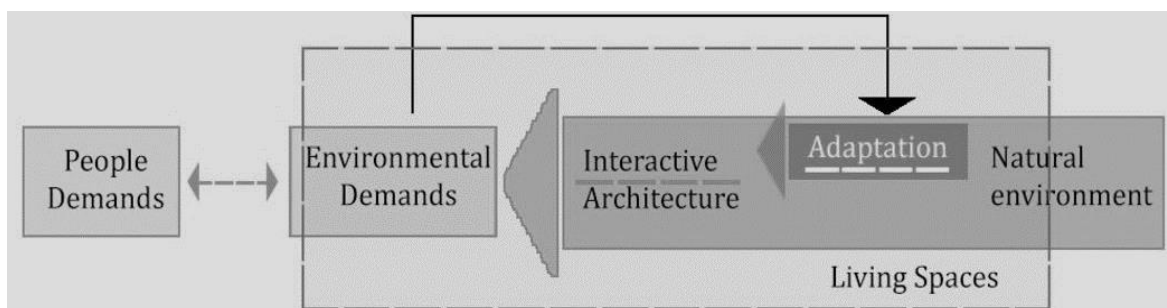 People
Demands
Environmental
Demands
Interactive
Architecture
Adaptation
Natural
environment
Living Spaces